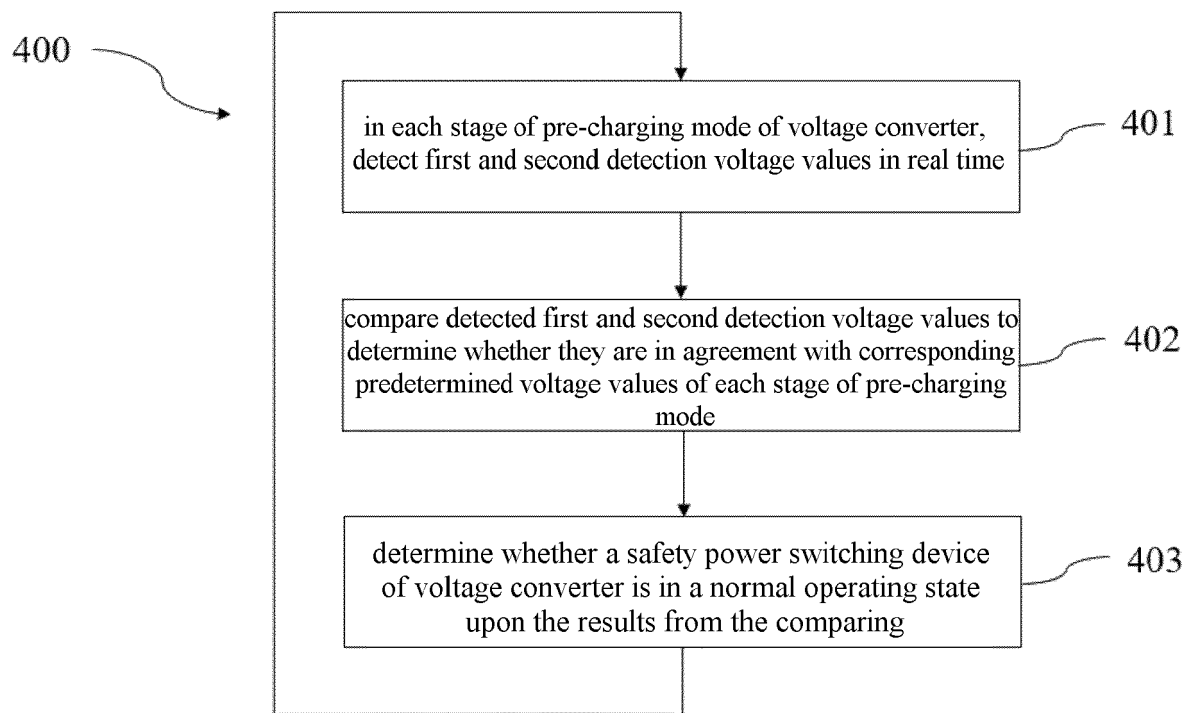 400
in each stage of pre-charging mode of voltage converter,
detect first and second detection voltage values in real time
401
compare detected first and second detection voltage values to
determine whether they are in agreement with corresponding
predetermined voltage values of each stage of pre-charging
mode
402
determine whether a safety power switching device
of voltage converter is in a normal operating state
upon the results from the comparing
403